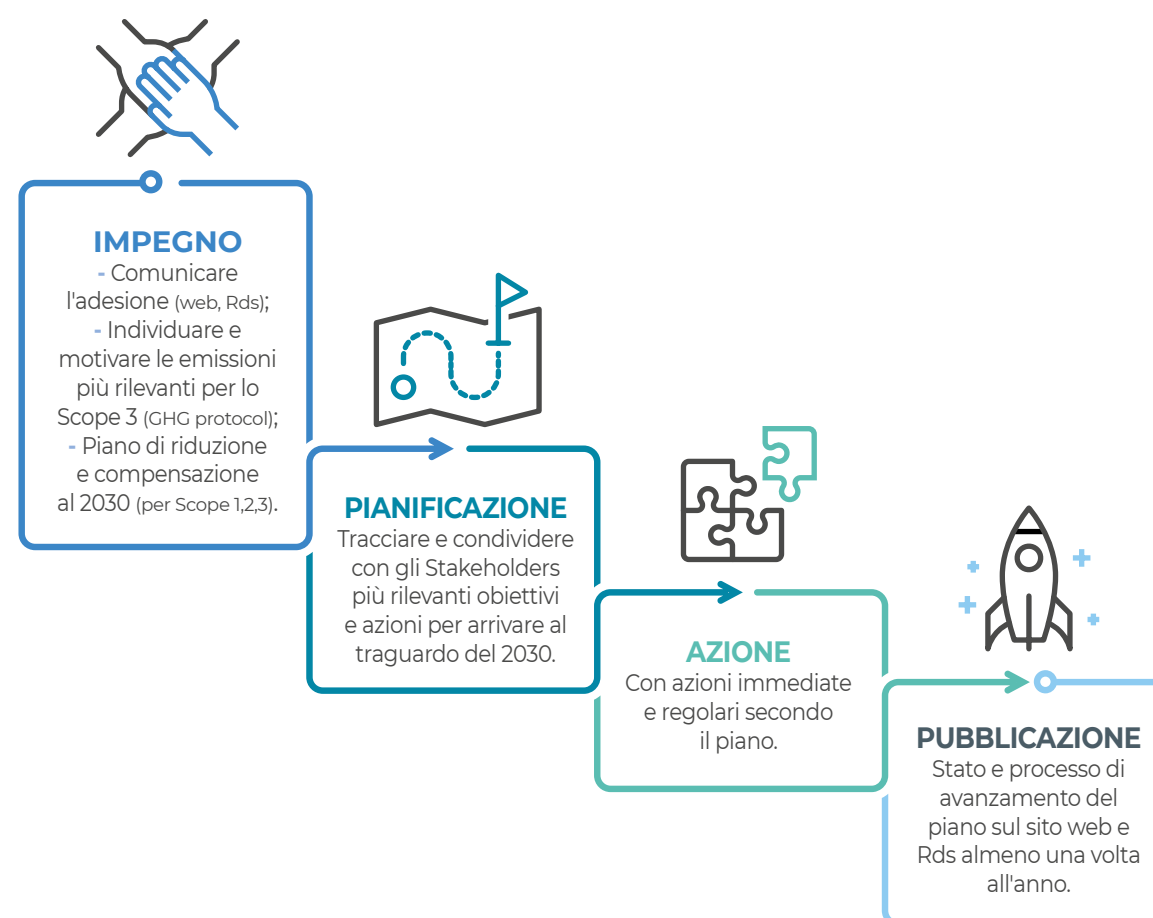 IMPEGNO
- Comunicare
l'adesione (web, Rds);
- Individuare e
motivare le emissioni
più rilevanti per lo
Scope 3 (GHG protocol);
- Piano di riduzione
e compensazione
al 2030 (per Scope 1,2,3).
PIANIFICAZIONE
Tracciare e condividere
con gli Stakeholders
più rilevanti obiettivi
e azioni per arrivare al
traguardo del 2030.
AZIONE
Con azioni immediate
e regolari secondo
il piano.
PUBBLICAZIONE
Stato e processo di
avanzamento del
piano sul sito web e
Rds almeno una volta
all'anno.